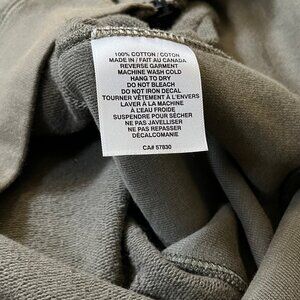 100% COTTON / COTON
MADE IN / FAIT AU CANADA
REVERSE GARMENT
MACHINE WASH COLD
HANG TO DRY
DO NOT BLEACH
DO NOT IRON DECAL
TOURNER VÊTEMENT À L'ENVERS
LAVER À LA MACHINE
À L'EAU FROIDE
SUSPENDRE POUR SÉCHER
NE PAS JAVELLISER
NE PAS REPASSER
DÉCALCOMANIE
CA# 57830